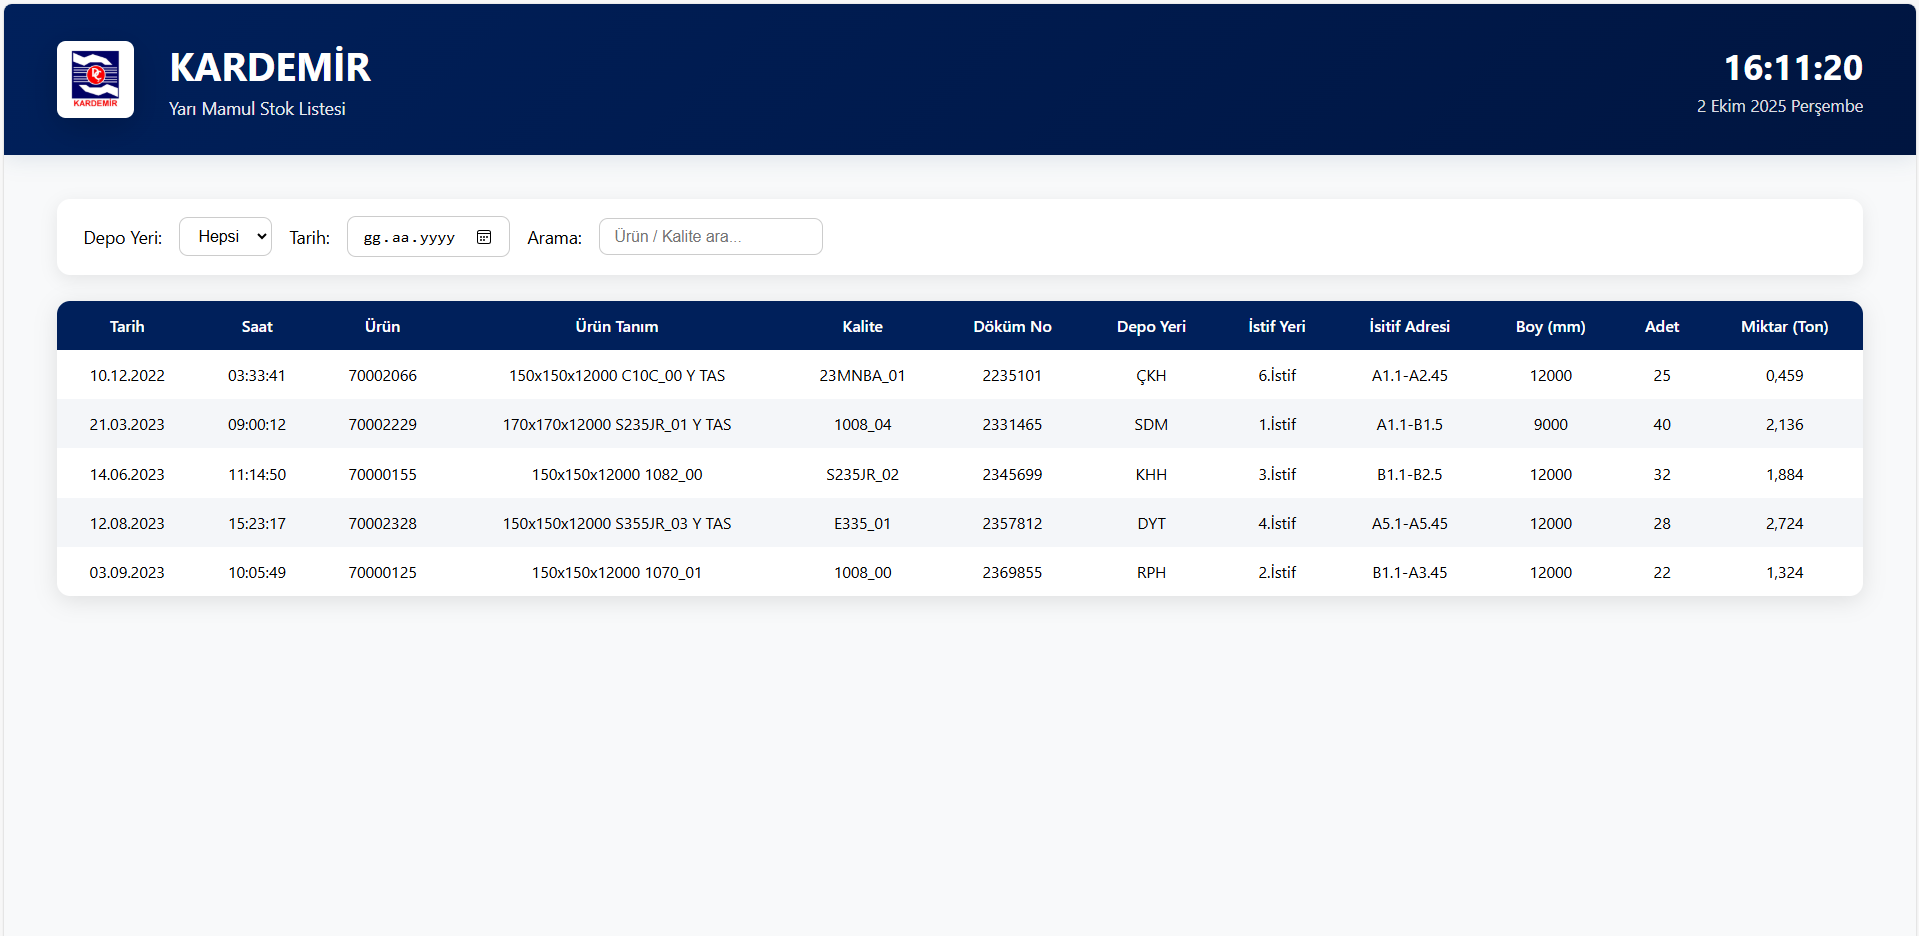 KARDEMİR
KARDEMİR
Yarı Mamul Stok Listesi
16:11:20
2 Ekim 2025 Perşembe
Depo Yeri: Hepsi Tarih: gg.aa.yyyy Arama: Ürün / Kalite ara...
Tarih Saat Ürün Ürün Tanım Kalite Döküm No Depo Yeri İstif Yeri İsitif Adresi Boy (mm) Adet Miktar (Ton)
10.12.2022 03:33:41 70002066 150x150x12000 C10C_00 Y TAS 23MNBA_01 2235101 ÇKH 6.İstif A1.1-A2.45 12000 25 0,459
21.03.2023 09:00:12 70002229 170x170x12000 S235JR_01 Y TAS 1008_04 2331465 SDM 1.İstif A1.1-B1.5 9000 40 2,136
14.06.2023 11:14:50 70000155 150x150x12000 1082_00 S235JR_02 2345699 KHH 3.İstif B1.1-B2.5 12000 32 1,884
12.08.2023 15:23:17 70002328 150x150x12000 S355JR_03 Y TAS E335_01 2357812 DYT 4.İstif A5.1-A5.45 12000 28 2,724
03.09.2023 10:05:49 70000125 150x150x12000 1070_01 1008_00 2369855 RPH 2.İstif B1.1-A3.45 12000 22 1,324